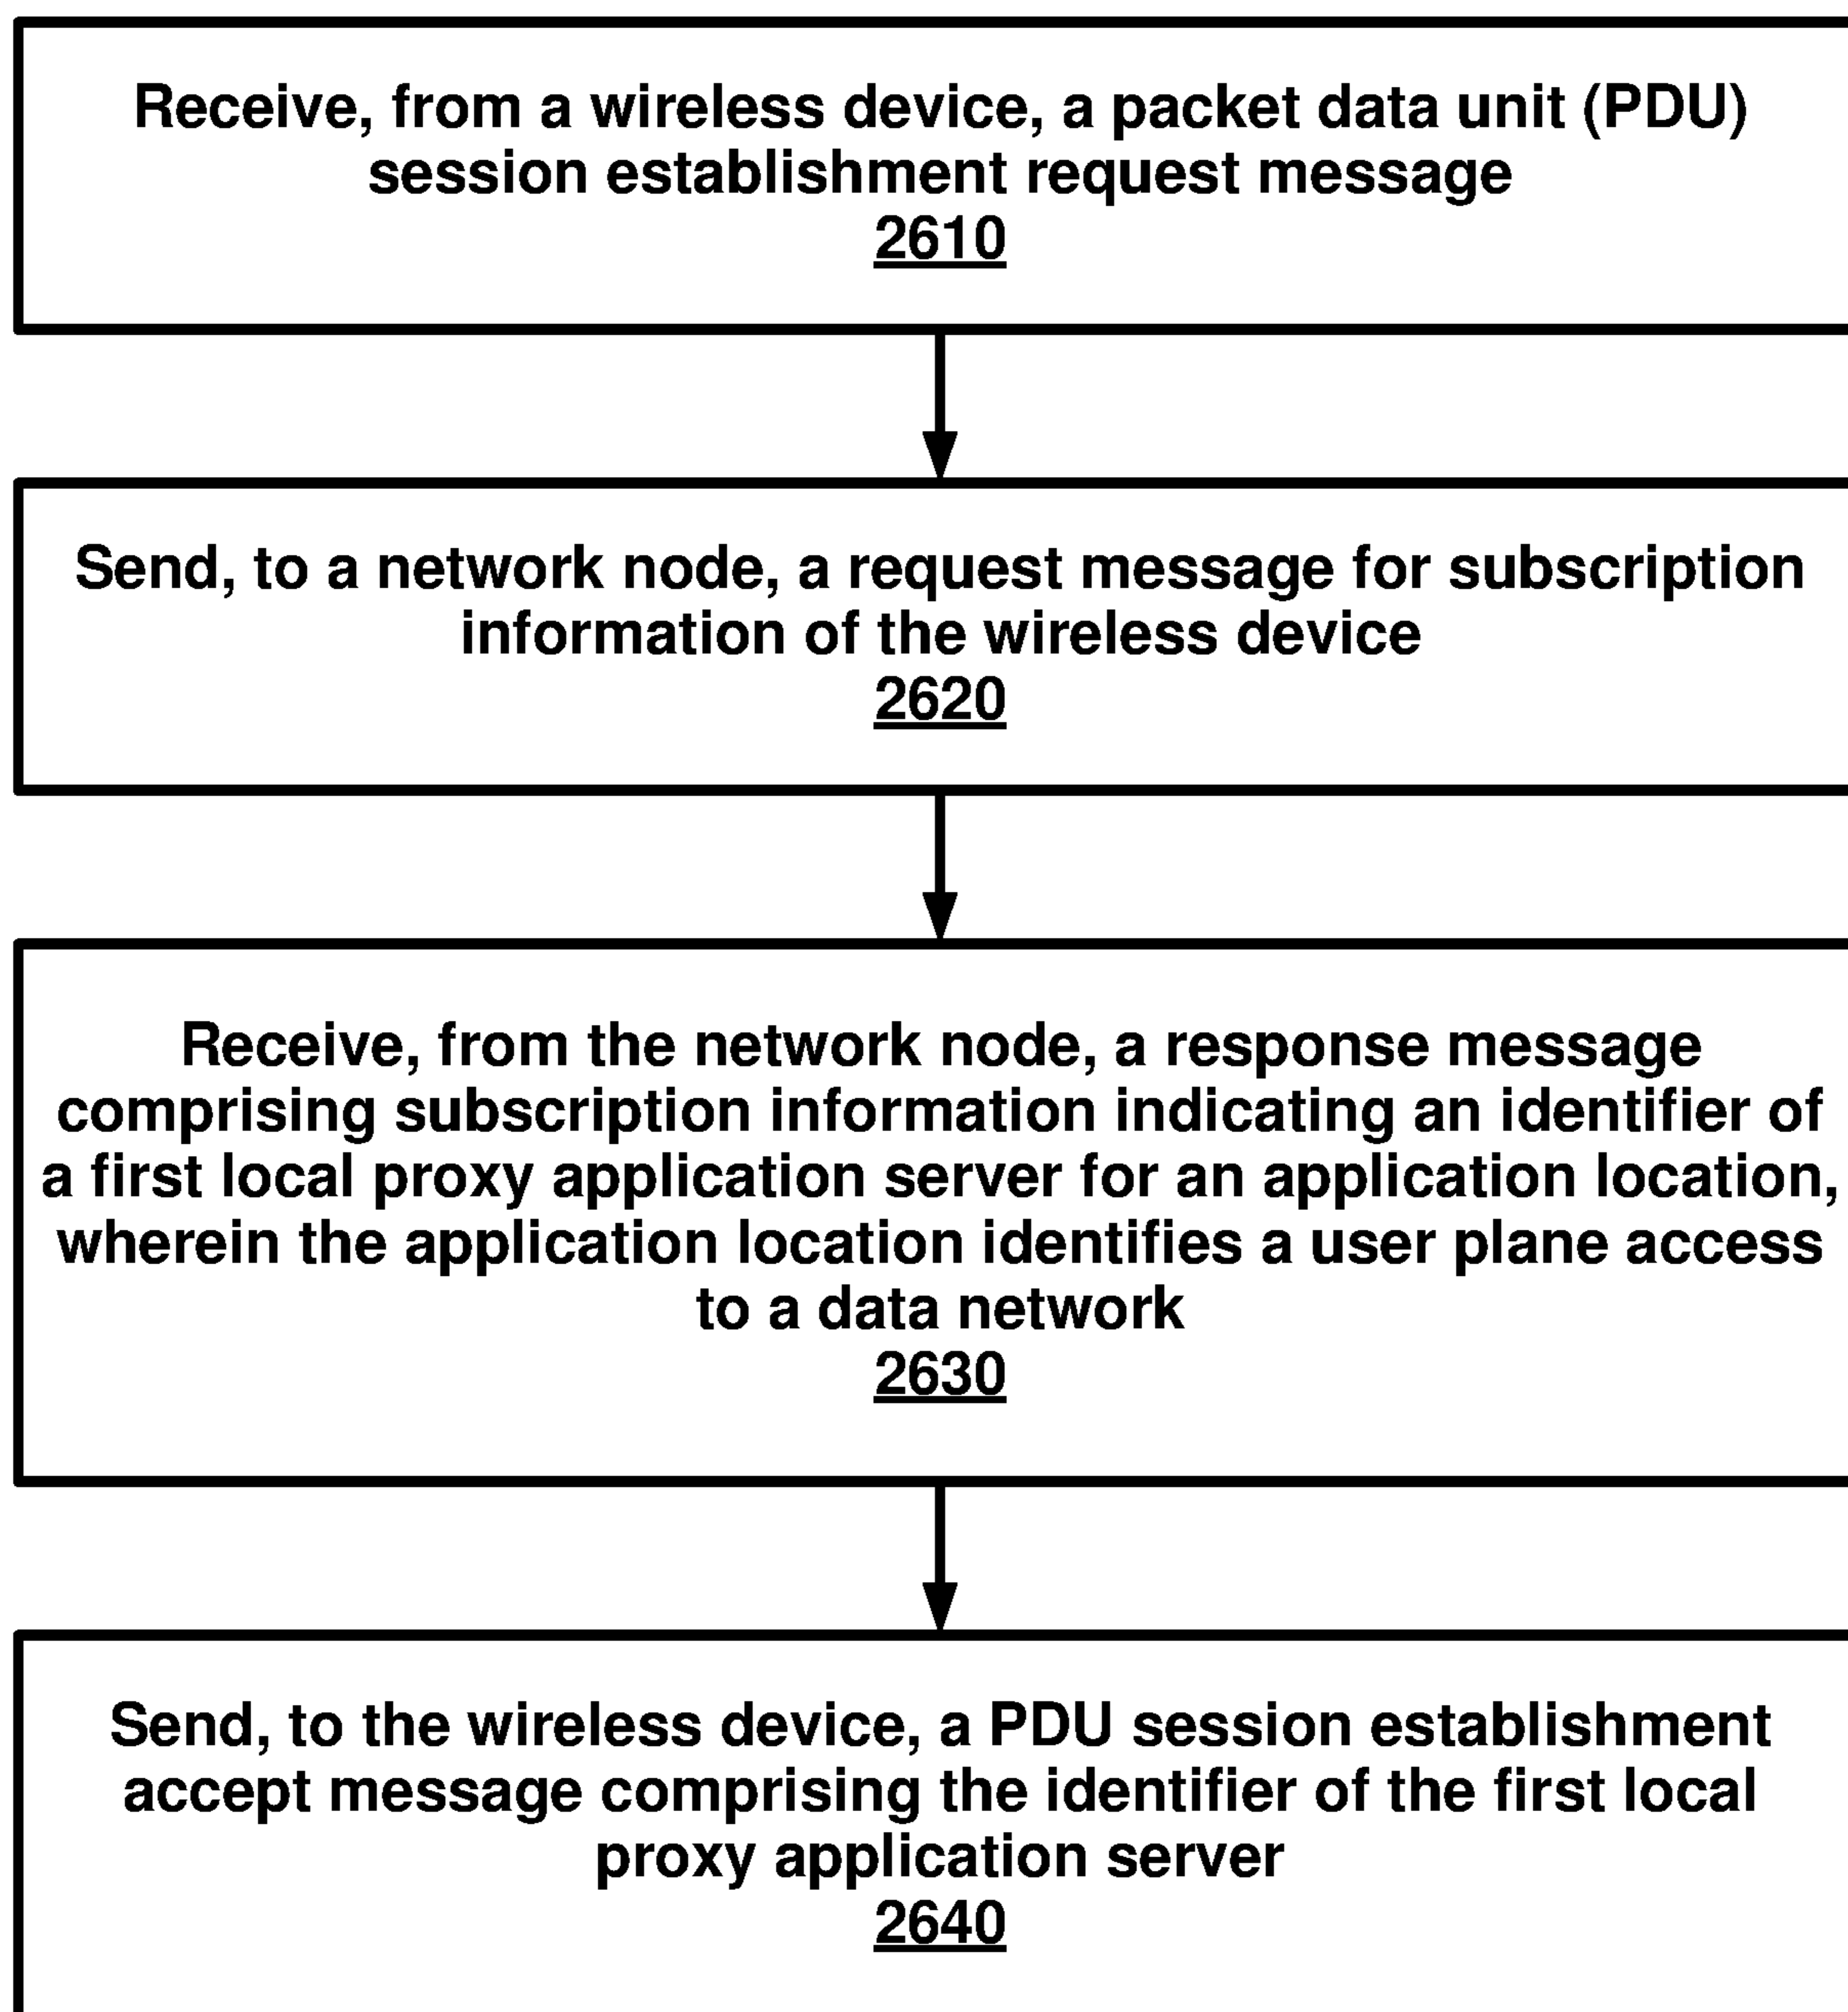 Receive, from a wireless device, a packet data unit (PDU)
session establishment request message
2610
Send, to a network node, a request message for subscription
information of the wireless device
2620
Receive, from the network node, a response message
comprising subscription information indicating an identifier of
a first local proxy application server for an application location,
wherein the application location identifies a user plane access
to a data network
2630
Send, to the wireless device, a PDU session establishment
accept message comprising the identifier of the first local
proxy application server
2640